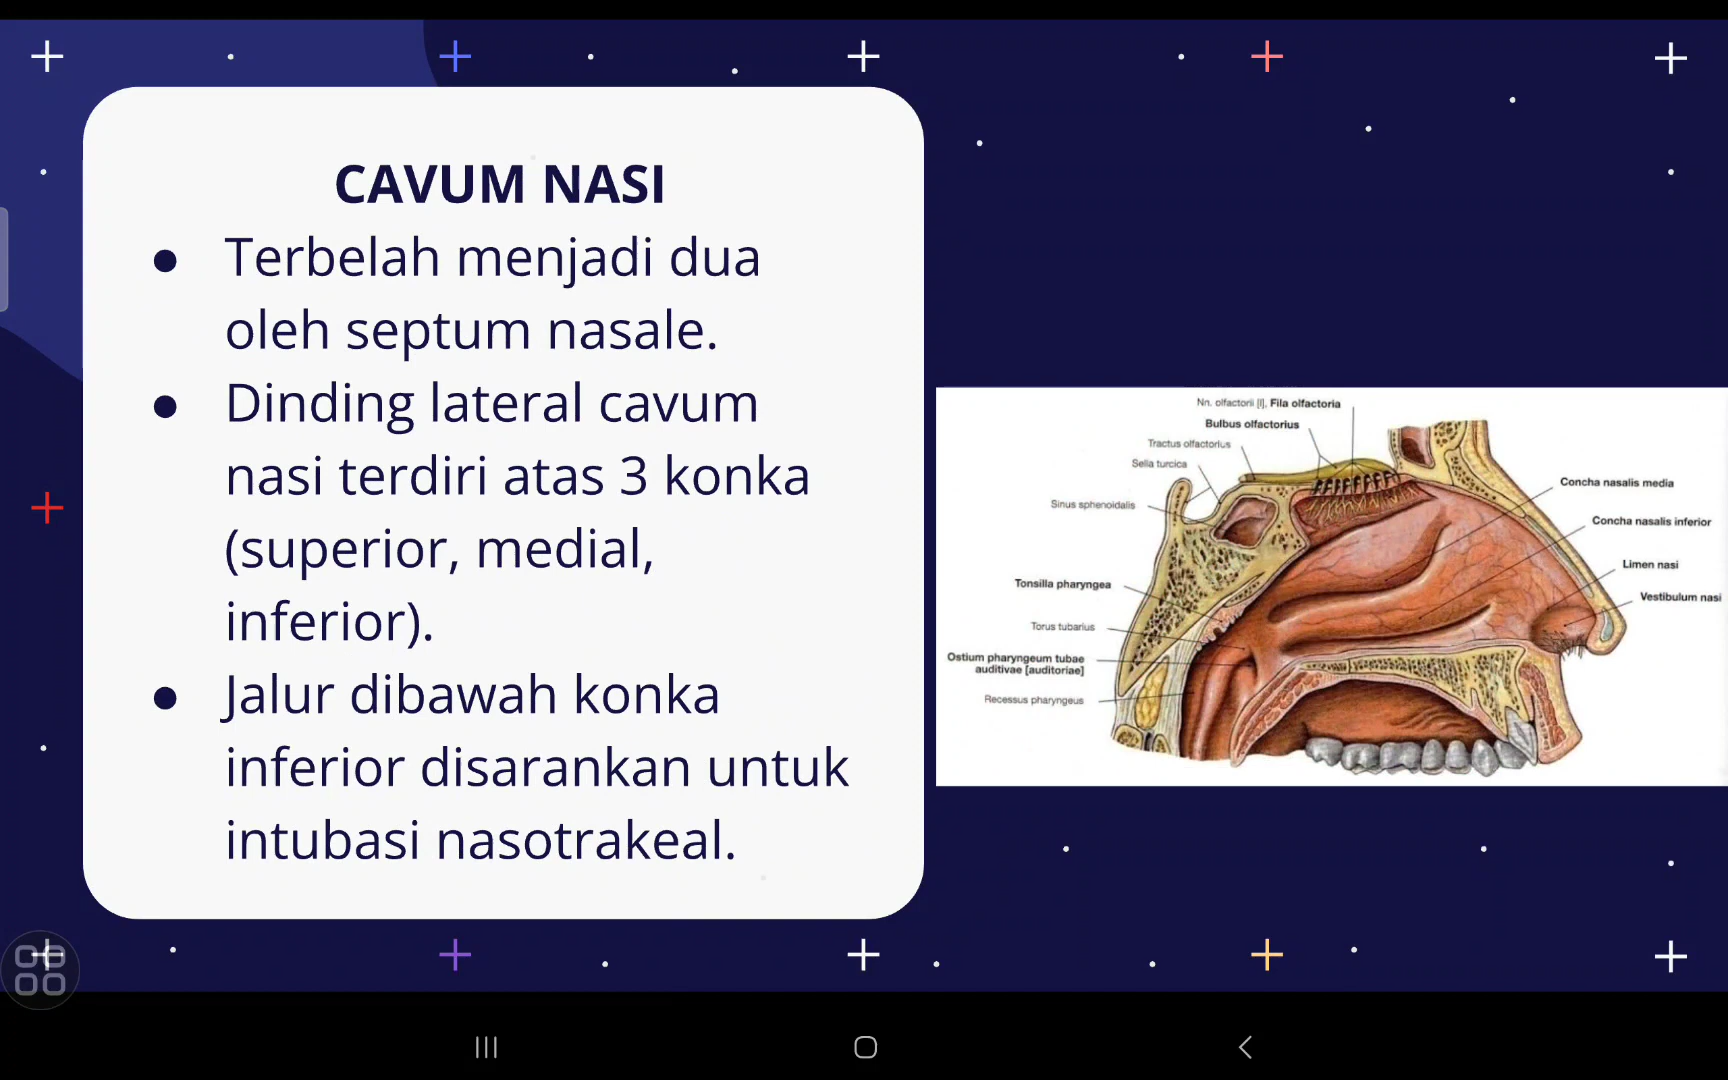 CAVUM NASI
● Terbelah menjadi dua
oleh septum nasale.
● Dinding lateral cavum
nasi terdiri atas 3 konka
(superior, medial,
inferior).
● Jalur dibawah konka
inferior disarankan untuk
intubasi nasotrakeal.
Nn. olfactorii [I], Fila olfactoria
Bulbus olfactorius
Tractus olfactorius
Sella turcica
Sinus sphenoidalis
Tonsilla pharyngea
Torus tubarius
Ostium pharyngeum tubae
auditivae [auditoriae]
Recessus pharyngeus
Concha nasalis media
Concha nasalis inferior
Limen nasi
Vestibulum nasi